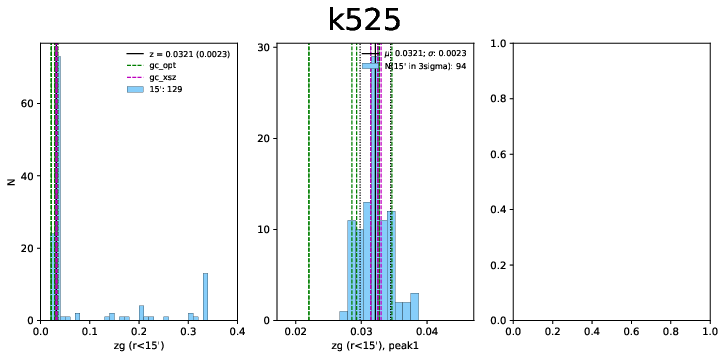 k525
z = 0.0321 (0.0023)
gc_opt
gc_xsz
15': 129
N
60
40
20
0
0.0 0.1 0.2 0.3 0.4
zg (r<15')
μ: 0.0321; σ: 0.0023
N(15' in 3sigma): 94
30
20
10
0
0.02 0.03 0.04
zg (r<15'), peak1
1.0
0.8
0.6
0.4
0.2
0.0
0.0 0.2 0.4 0.6 0.8 1.0